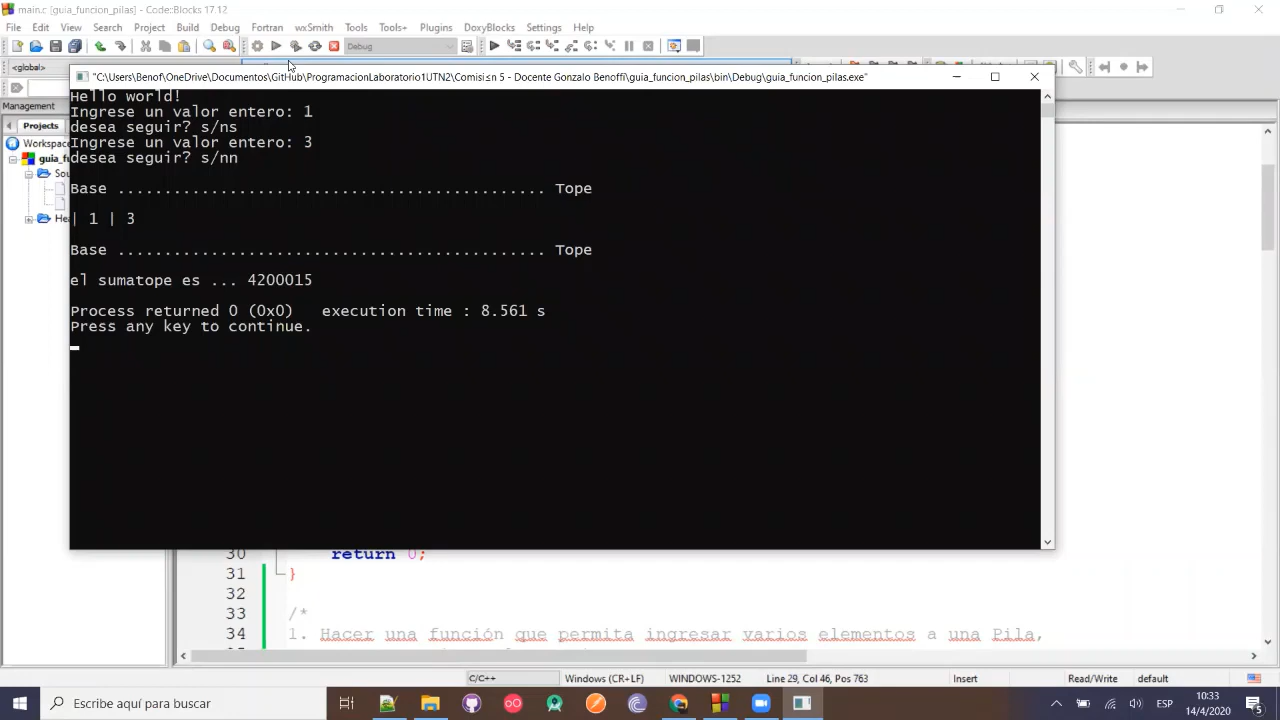 main.c [guia_funcion_pilas] - Code::Blocks 17.12
File Edit View Search Project Build Debug Fortran wxSmith Tools Tools+ Plugins DoxyBlocks Settings Help
Debug
<global>
"C:\Users\Benof\OneDrive\Documentos\GitHub\Programacion1Laboratorio1UTN2\Comisi≤n 5 - Docente Gonzalo Benoffi\guia_funcion_pilas\bin\Debug\guia_funcion_pilas.exe"
Management
Projects
Workspace
guia_fu
Sou
Hea
Hello world!
Ingrese un valor entero: 1
desea seguir? s/ns
Ingrese un valor entero: 3
desea seguir? s/nn
Base ............................................... Tope
| 1 | 3
Base ............................................... Tope
el sumatope es ... 4200015
Process returned 0 (0x0)   execution time : 8.561 s
Press any key to continue.
30 return 0;
31 }
32
33 /*
34 1. Hacer una función que permita ingresar varios elementos a una Pila,
C/C++ Windows (CR+LF) WINDOWS-1252 Line 29, Col 46, Pos 763 Insert Read/Write default
Escribe aquí para buscar
ESP
10:33
14/4/2020
5